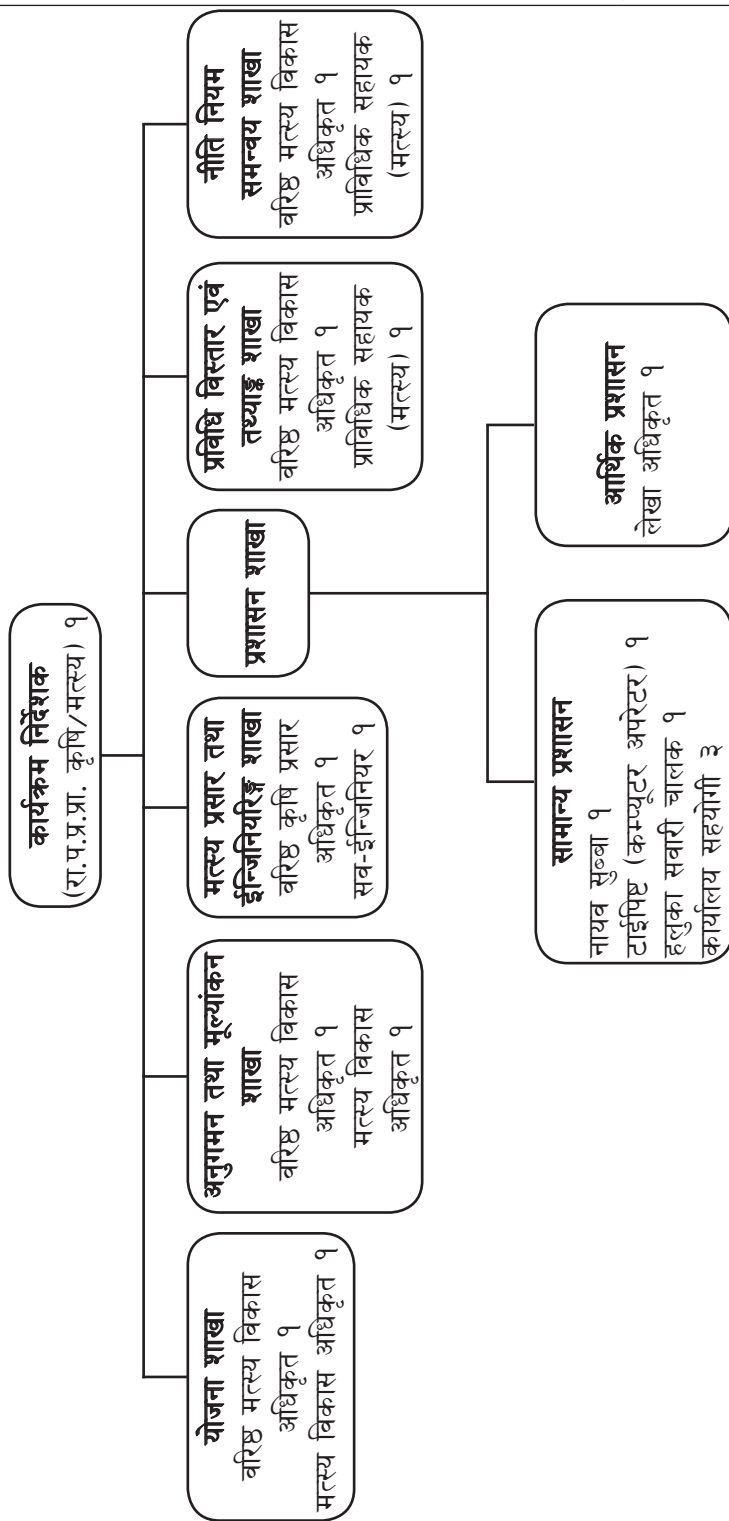 कार्यक्रम निर्देशक
(रा.प.प्र.प्रा. कृषि/मत्स्य) १
योजना शाखा
वरिष्ठ मत्स्य विकास
अधिकृत १
मत्स्य विकास अधिकृत १
अनुगमन तथा मूल्यांकन
शाखा
वरिष्ठ मत्स्य विकास
अधिकृत १
मत्स्य विकास
अधिकृत १
मत्स्य प्रसार तथा
ईन्जिनियरिङ्ग शाखा
वरिष्ठ कृषि प्रसार
अधिकृत १
सव-ईन्जिनियर १
प्रशासन शाखा
प्रविधि विस्तार एवं
तथ्याङ्क शाखा
वरिष्ठ मत्स्य विकास
अधिकृत १
प्राविधिक सहायक
(मत्स्य) १
नीति नियम
समन्वय शाखा
वरिष्ठ मत्स्य विकास
अधिकृत १
प्राविधिक सहायक
(मत्स्य) १
सामान्य प्रशासन
नायव सुब्बा १
टाईपिष्ट (कम्प्यूटर अपरेटर) १
हलुका सवारी चालक १
कार्यालय सहयोगी ३
आर्थिक प्रशासन
लेखा अधिकृत १